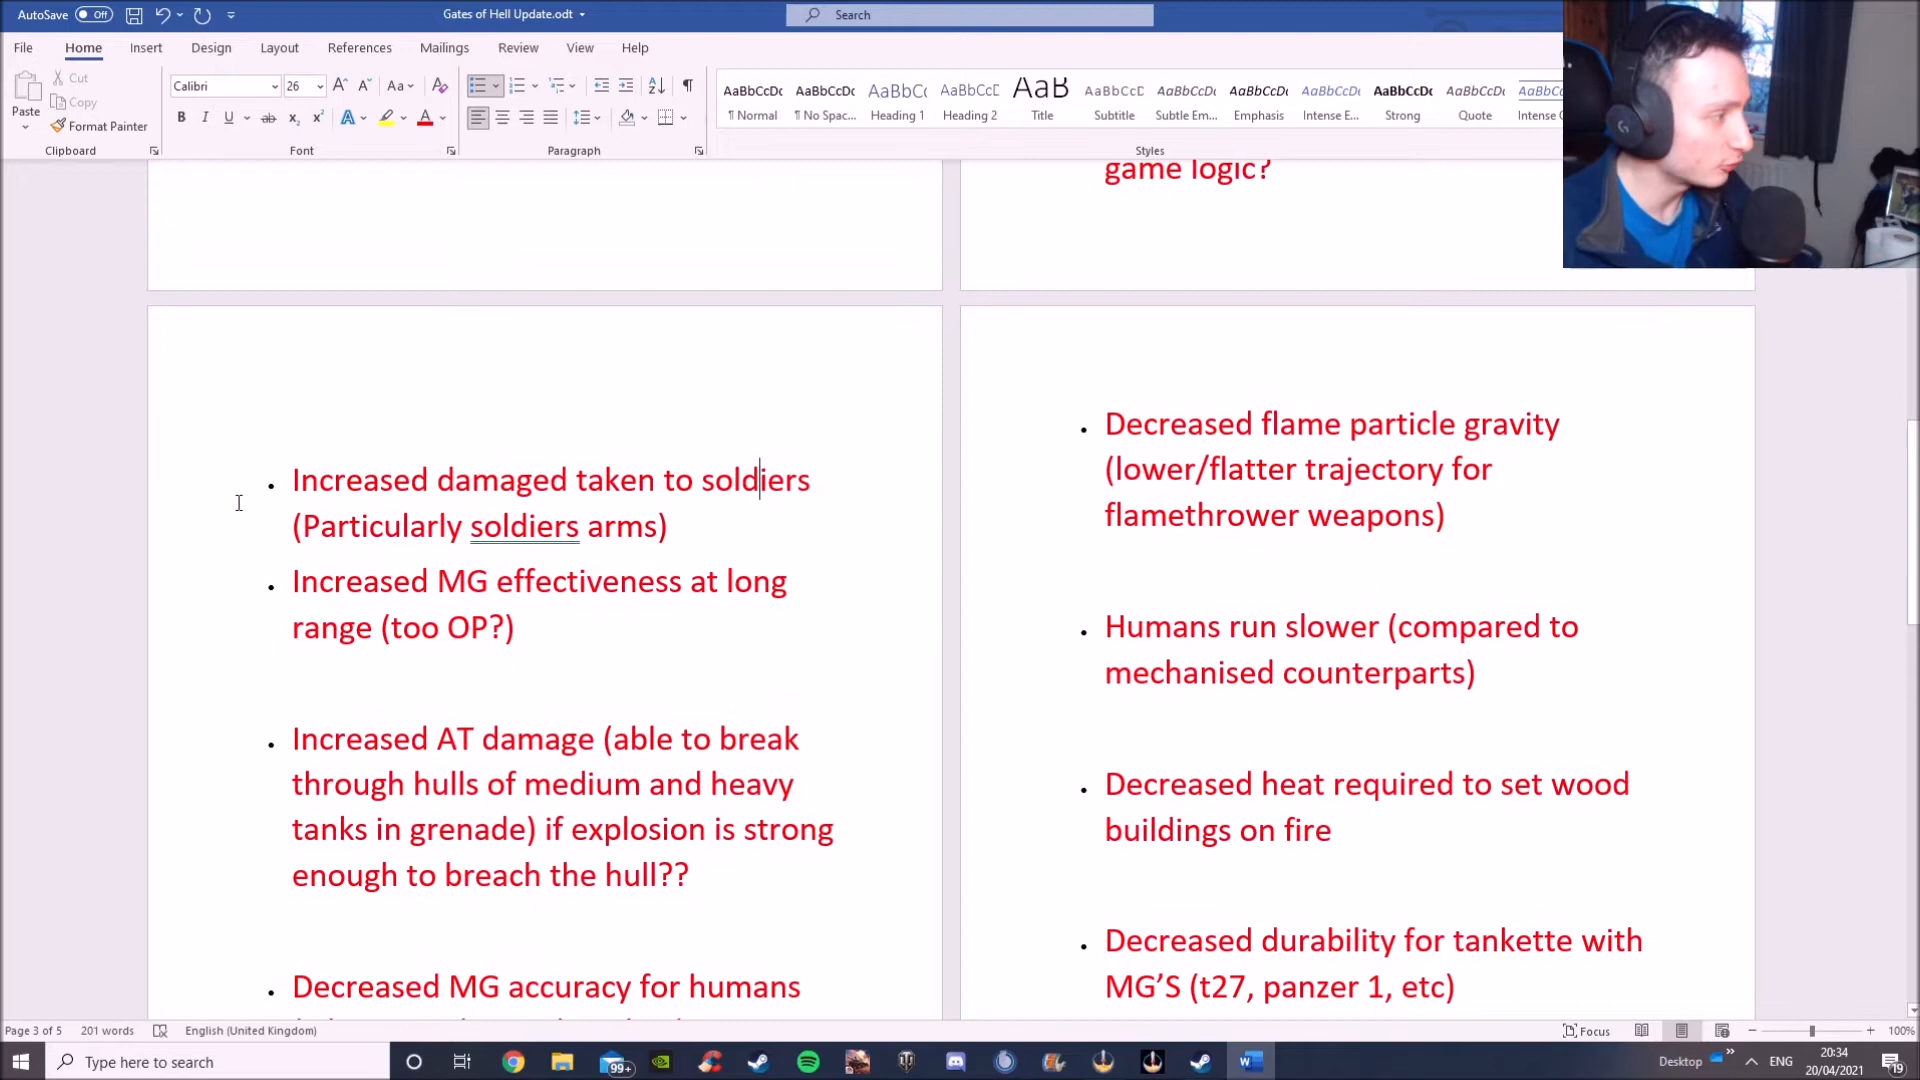 AutoSave Off Gates of Hell Update.odt Search
File Home Insert Design Layout References Mailings Review View Help
Paste Cut Copy Format Painter
Calibri 26
AaBbCcDc AaBbCcDc AaBbCc AaBbCcD AaB AaBbCcD AaBbCcDc AaBbCcDc AaBbCcDc AaBbCcDc AaBbCcDc AaBbCcDc
¶ Normal ¶ No Spac... Heading 1 Heading 2 Title Subtitle Subtle Em... Emphasis Intense E... Strong Quote Intense
Clipboard Font Paragraph Styles
game logic?
• Increased damaged taken to soldiers
(Particularly soldiers arms)
• Increased MG effectiveness at long
range (too OP?)
• Increased AT damage (able to break
through hulls of medium and heavy
tanks in grenade) if explosion is strong
enough to breach the hull??
• Decreased MG accuracy for humans
• Decreased flame particle gravity
(lower/flatter trajectory for
flamethrower weapons)
• Humans run slower (compared to
mechanised counterparts)
• Decreased heat required to set wood
buildings on fire
• Decreased durability for tankette with
MG’S (t27, panzer 1, etc)
Page 3 of 5 201 words English (United Kingdom) Focus 100%
Type here to search 99+ Desktop ENG 20:34
20/04/2021 19